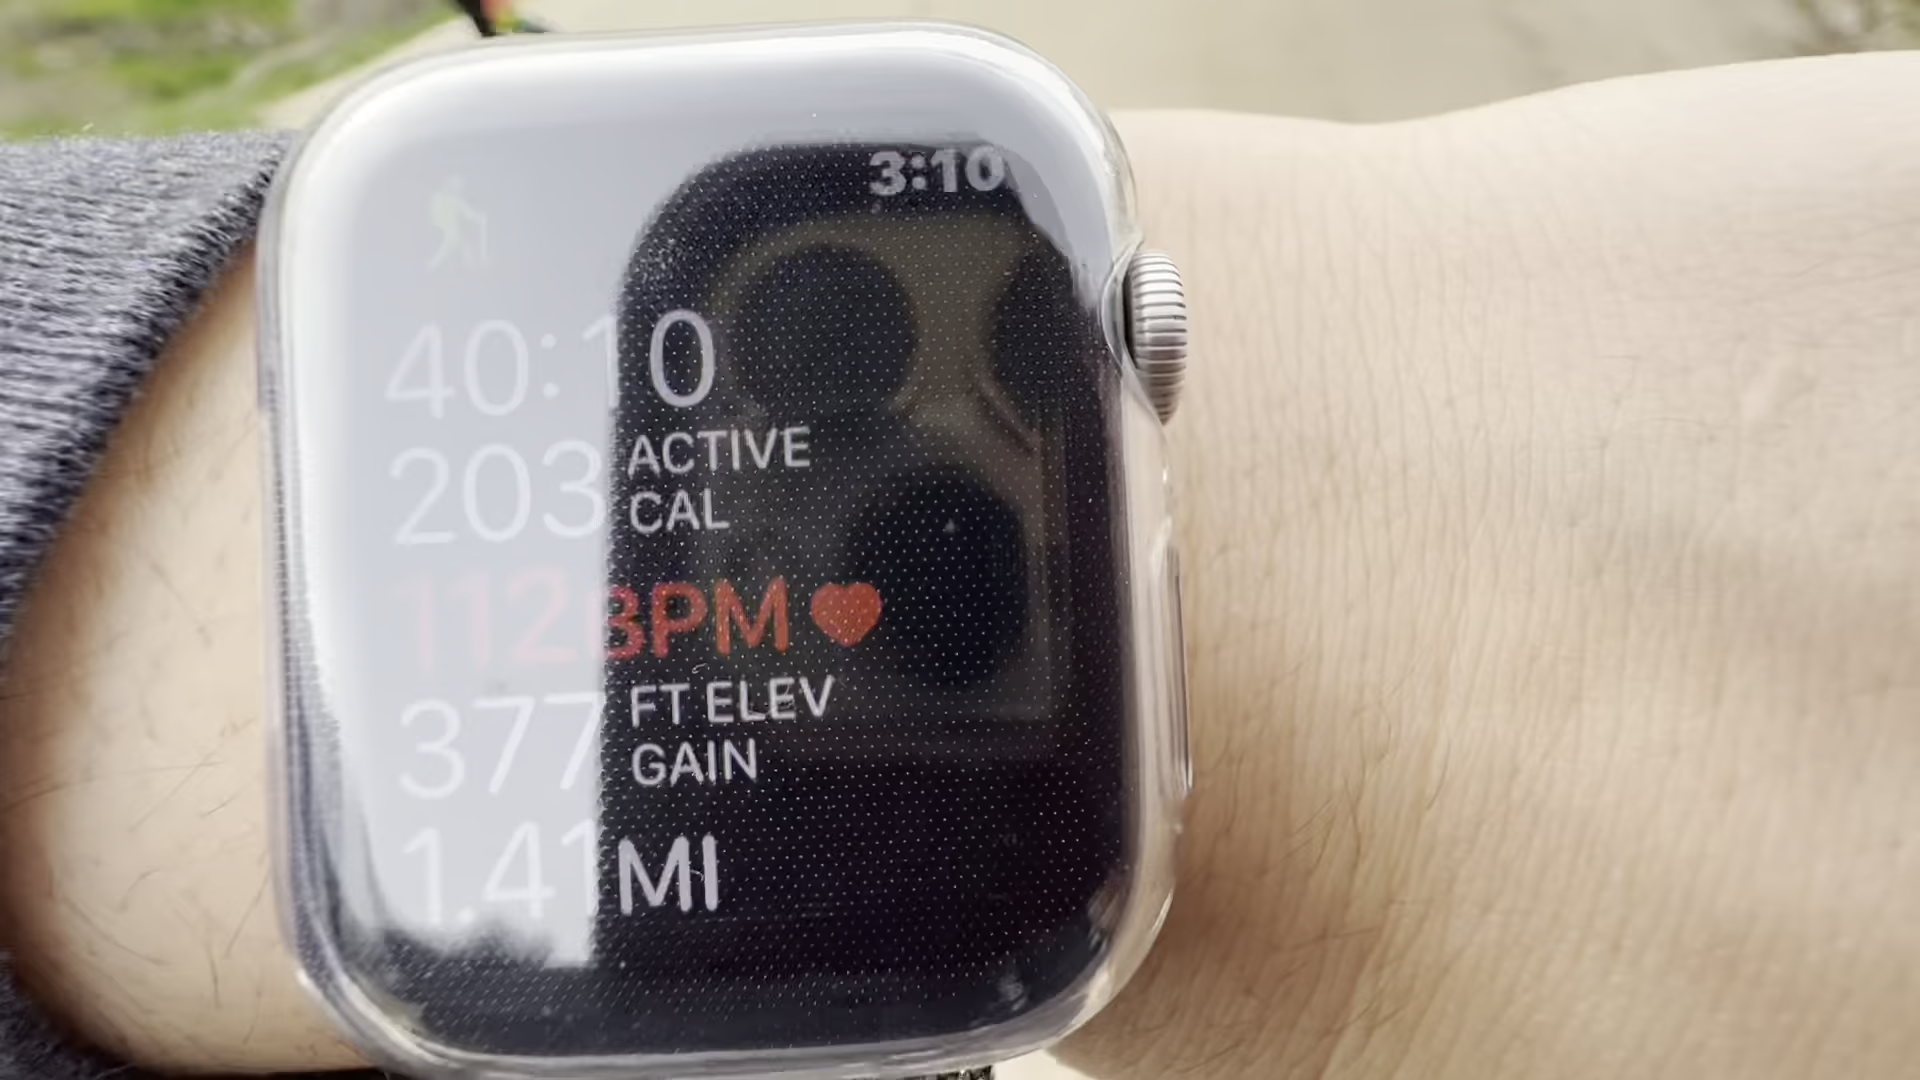 3:10
40:10
203 ACTIVE
CAL
112BPM
377 FT ELEV
GAIN
1.41MI